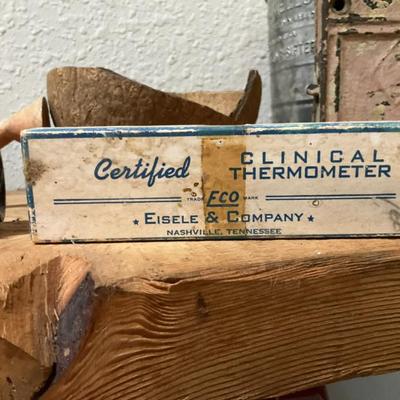 Certified CLINICAL THERMOMETER
TRADE ECO MARK
★ EISELE & COMPANY ★
NASHVILLE, TENNESSEE